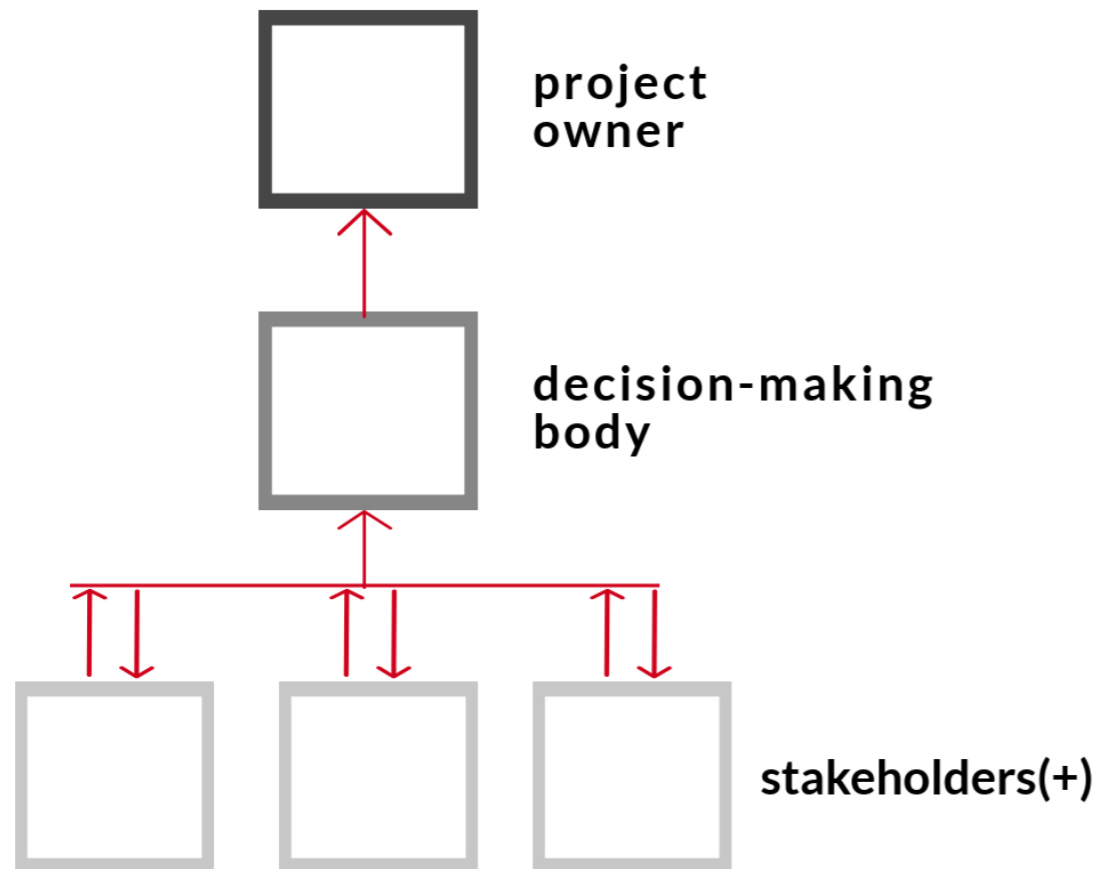 project
owner
decision-making
body
stakeholders(+)